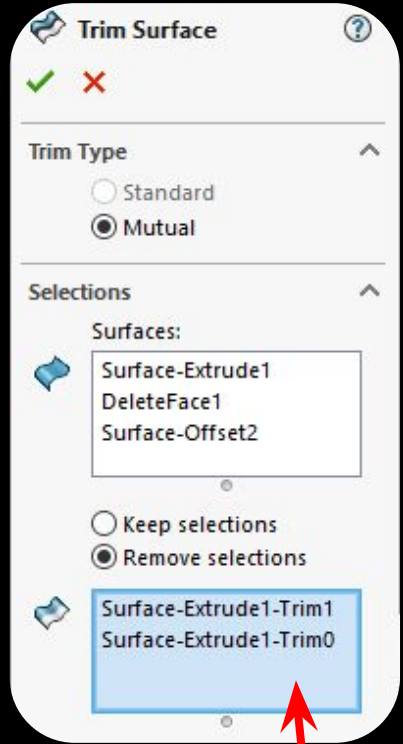 Trim Surface
Trim Type
Standard
Mutual
Selections
Surfaces:
Surface-Extrude1
DeleteFace1
Surface-Offset2
Keep selections
Remove selections
Surface-Extrude1-Trim1
Surface-Extrude1-Trim0